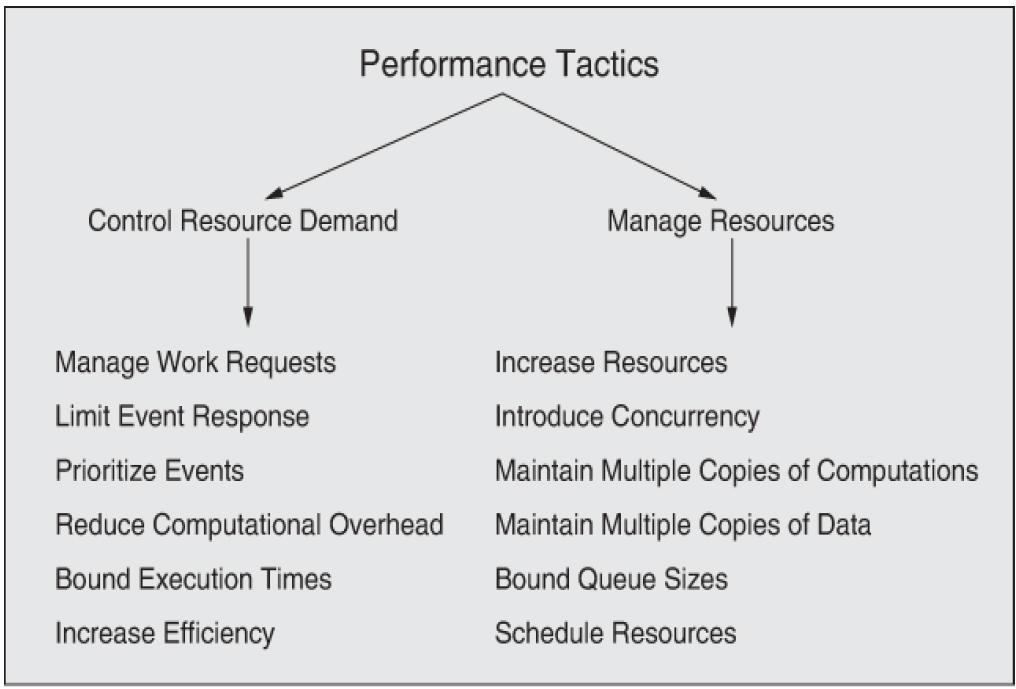 Performance Tactics
Control Resource Demand
Manage Resources
Manage Work Requests
Limit Event Response
Prioritize Events
Reduce Computational Overhead
Bound Execution Times
Increase Efficiency
Increase Resources
Introduce Concurrency
Maintain Multiple Copies of Computations
Maintain Multiple Copies of Data
Bound Queue Sizes
Schedule Resources